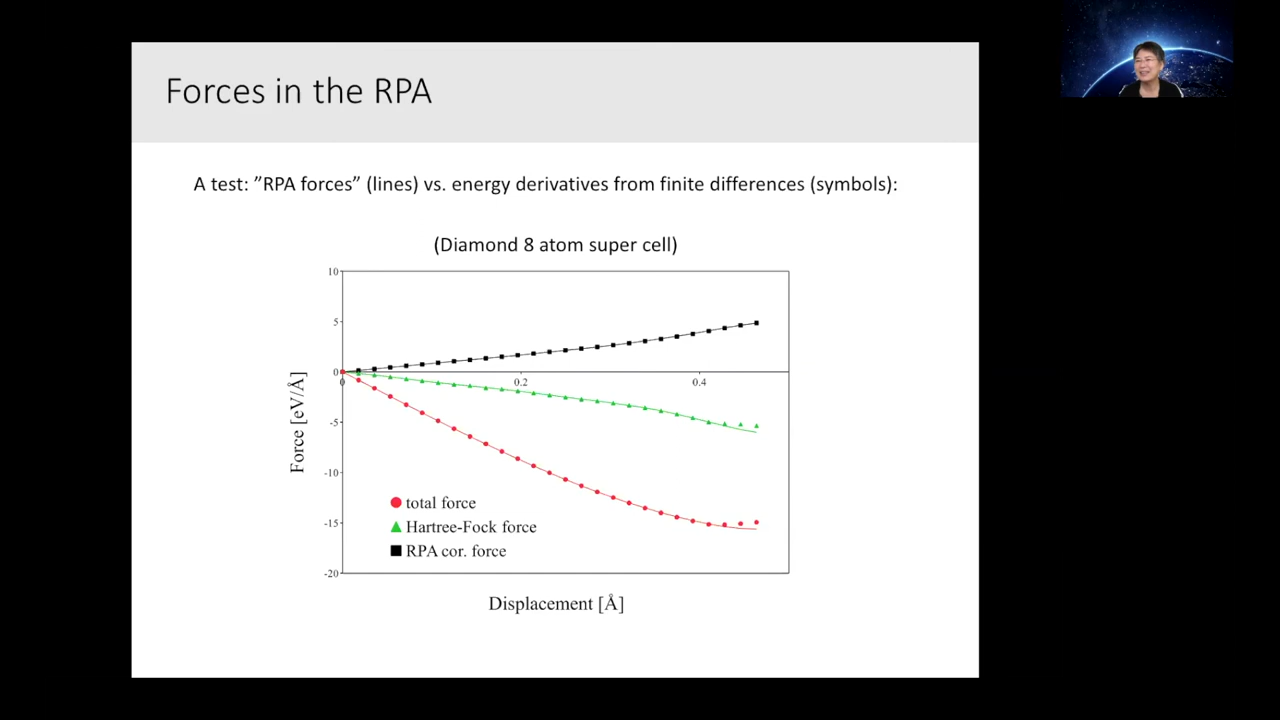 Forces in the RPA
A test: ”RPA forces” (lines) vs. energy derivatives from finite differences (symbols):
(Diamond 8 atom super cell)
10
5
0
-5
-10
-15
-20
0
0.2
0.4
Force [eV/Å]
total force
Hartree-Fock force
RPA cor. force
Displacement [Å]